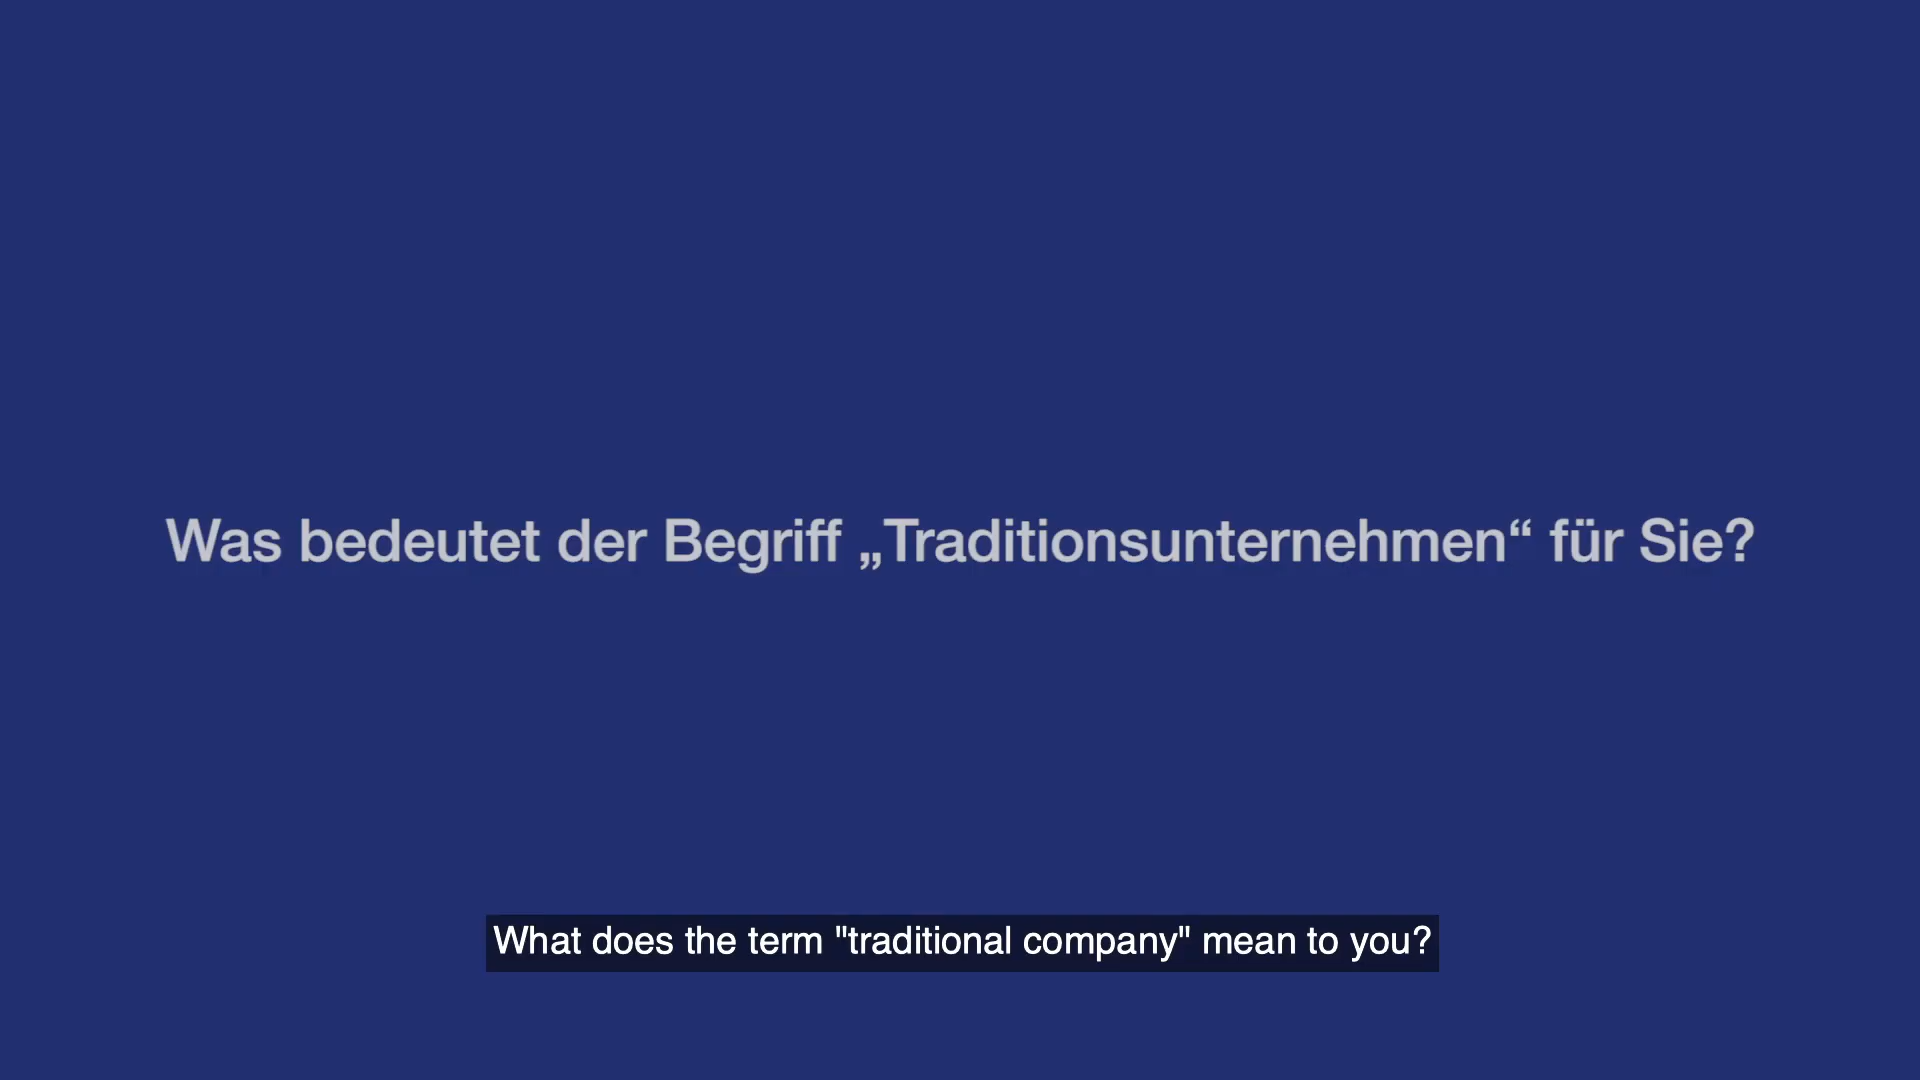 Was bedeutet der Begriff „Traditionsunternehmen“ für Sie?
What does the term "traditional company" mean to you?